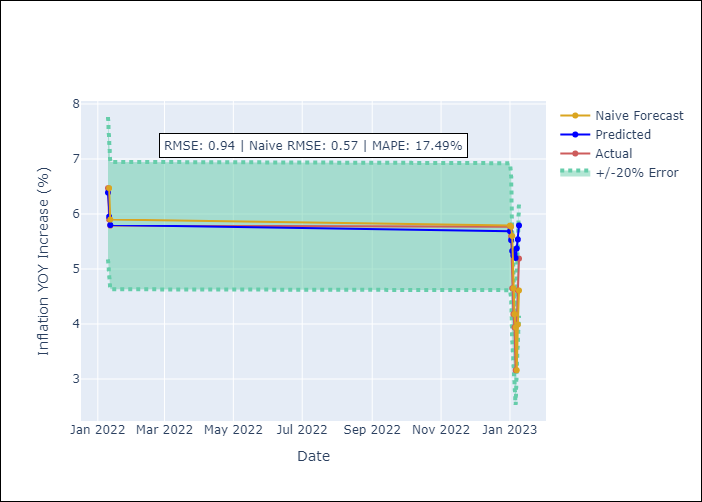 RMSE: 0.94 | Naive RMSE: 0.57 | MAPE: 17.49%
Naive Forecast
Predicted
Actual
+/-20% Error
Inflation YOY Increase (%)
8
7
6
5
4
3
Jan 2022
Mar 2022
May 2022
Jul 2022
Sep 2022
Nov 2022
Jan 2023
Date